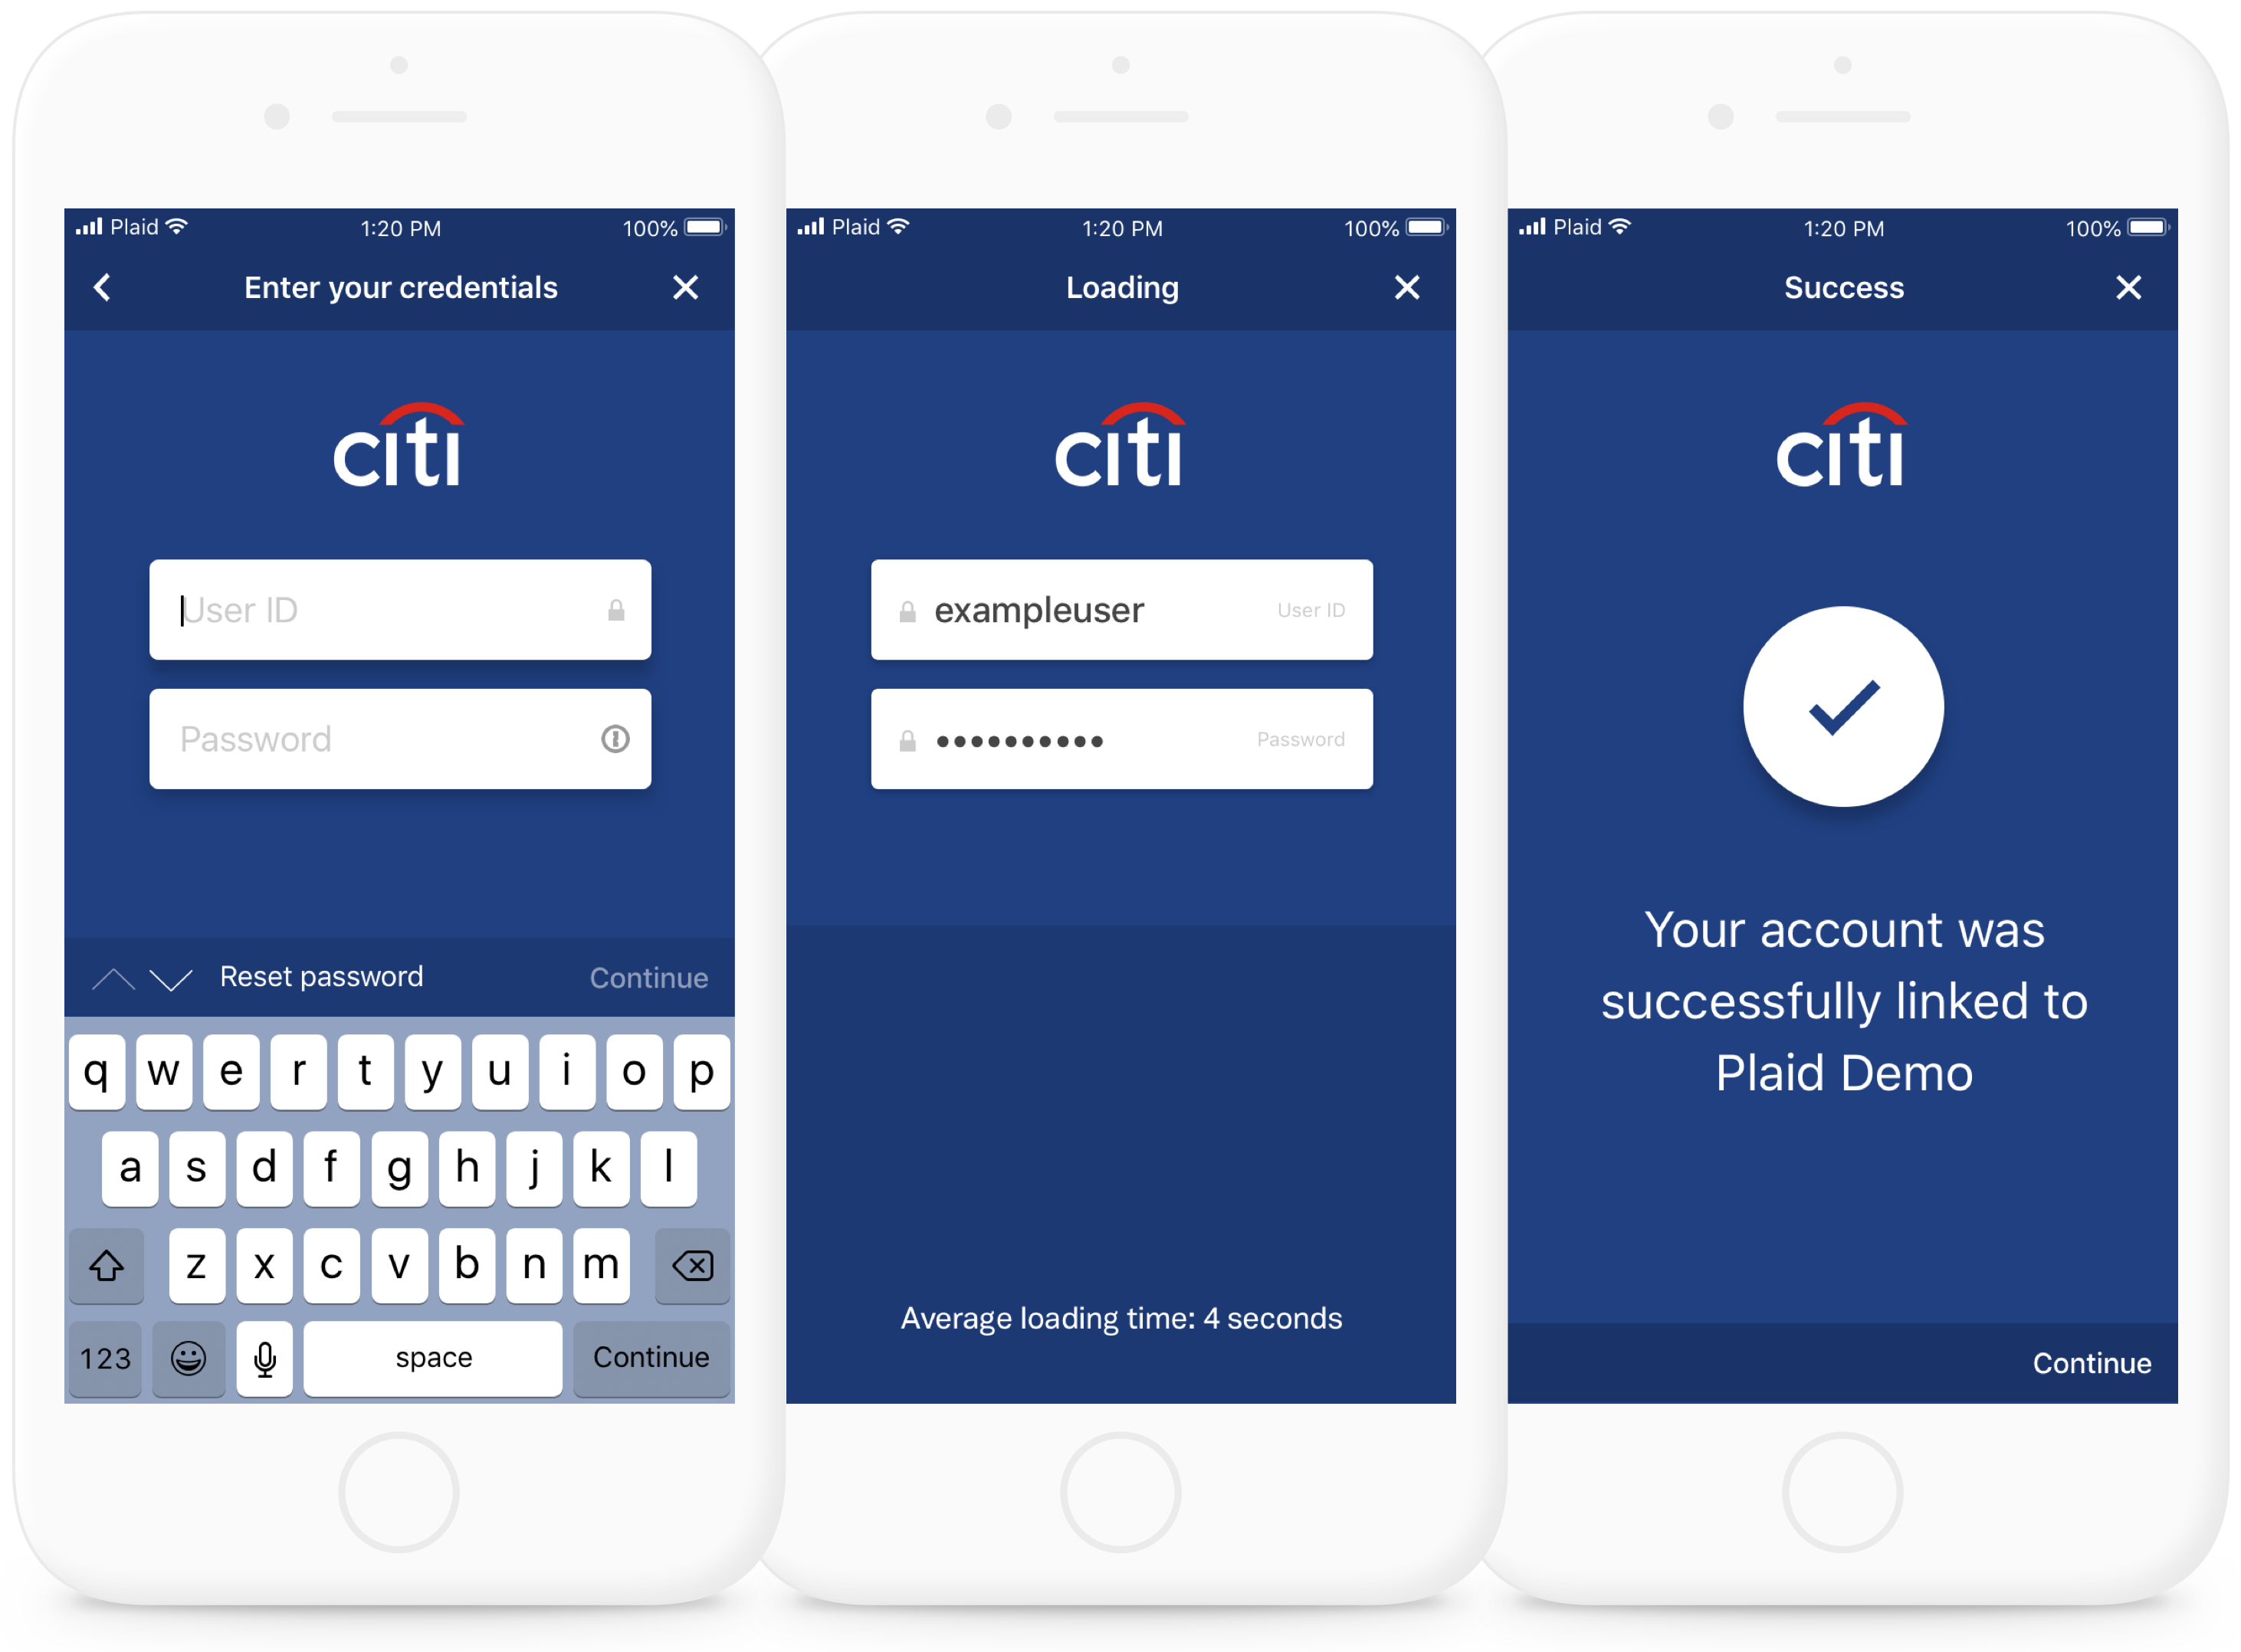 Plaid 1:20 PM 100%
Enter your credentials
citi
User ID
Password
Reset password Continue
q w e r t y u i o p
a s d f g h j k l
z x c v b n m
123 space Continue
Plaid 1:20 PM 100%
Loading
citi
exampleuser User ID
•••••••••• Password
Average loading time: 4 seconds
Plaid 1:20 PM 100%
Success
citi
Your account was
successfully linked to
Plaid Demo
Continue